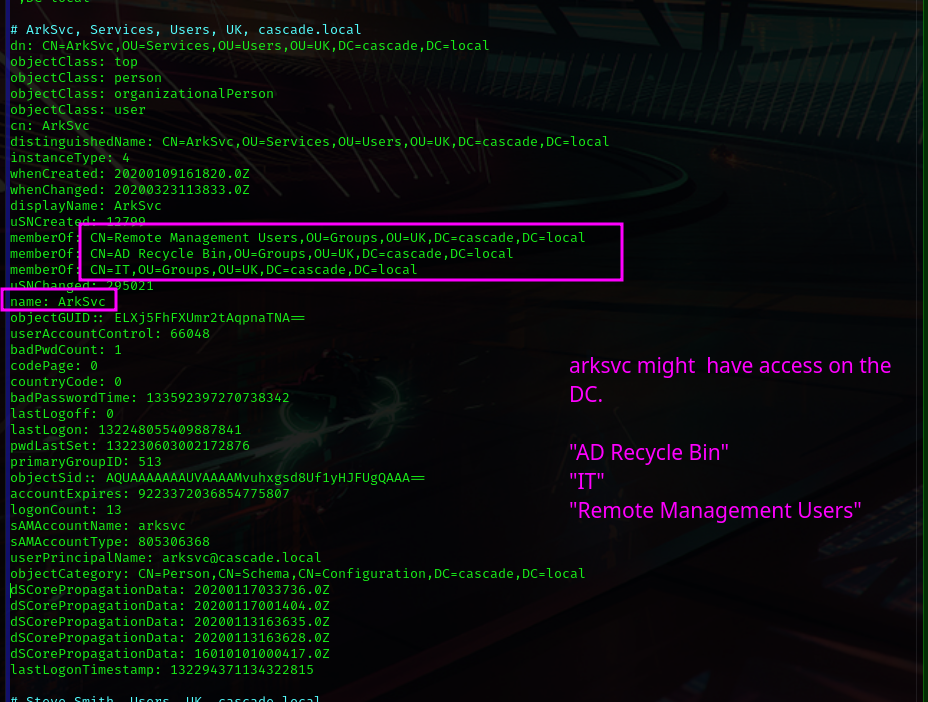 ,DC=local
# ArkSvc, Services, Users, UK, cascade.local
dn: CN=ArkSvc,OU=Services,OU=Users,OU=UK,DC=cascade,DC=local
objectClass: top
objectClass: person
objectClass: organizationalPerson
objectClass: user
cn: ArkSvc
distinguishedName: CN=ArkSvc,OU=Services,OU=Users,OU=UK,DC=cascade,DC=local
instanceType: 4
whenCreated: 20200109161820.0Z
whenChanged: 20200323113833.0Z
displayName: ArkSvc
uSNCreated: 12799
memberOf: CN=Remote Management Users,OU=Groups,OU=UK,DC=cascade,DC=local
memberOf: CN=AD Recycle Bin,OU=Groups,OU=UK,DC=cascade,DC=local
memberOf: CN=IT,OU=Groups,OU=UK,DC=cascade,DC=local
uSNChanged: 295021
name: ArkSvc
objectGUID:: ELXj5FhFXUmr2tAqpnaTNA==
userAccountControl: 66048
badPwdCount: 1
codePage: 0
countryCode: 0
badPasswordTime: 133592397270738342
lastLogoff: 0
lastLogon: 132248055409887841
pwdLastSet: 132230603002172876
primaryGroupID: 513
objectSid:: AQUAAAAAAAUVAAAAMvuhxgsd8Uf1yHJFUgQAAA==
accountExpires: 9223372036854775807
logonCount: 13
sAMAccountName: arksvc
sAMAccountType: 805306368
userPrincipalName: arksvc@cascade.local
objectCategory: CN=Person,CN=Schema,CN=Configuration,DC=cascade,DC=local
dSCorePropagationData: 20200117033736.0Z
dSCorePropagationData: 20200117001404.0Z
dSCorePropagationData: 20200113163635.0Z
dSCorePropagationData: 20200113163628.0Z
dSCorePropagationData: 16010101000417.0Z
lastLogonTimestamp: 132294371134322815
# Steve Smith, Users, UK, cascade.local
arksvc might  have access on the
DC.
"AD Recycle Bin"
"IT"
"Remote Management Users"